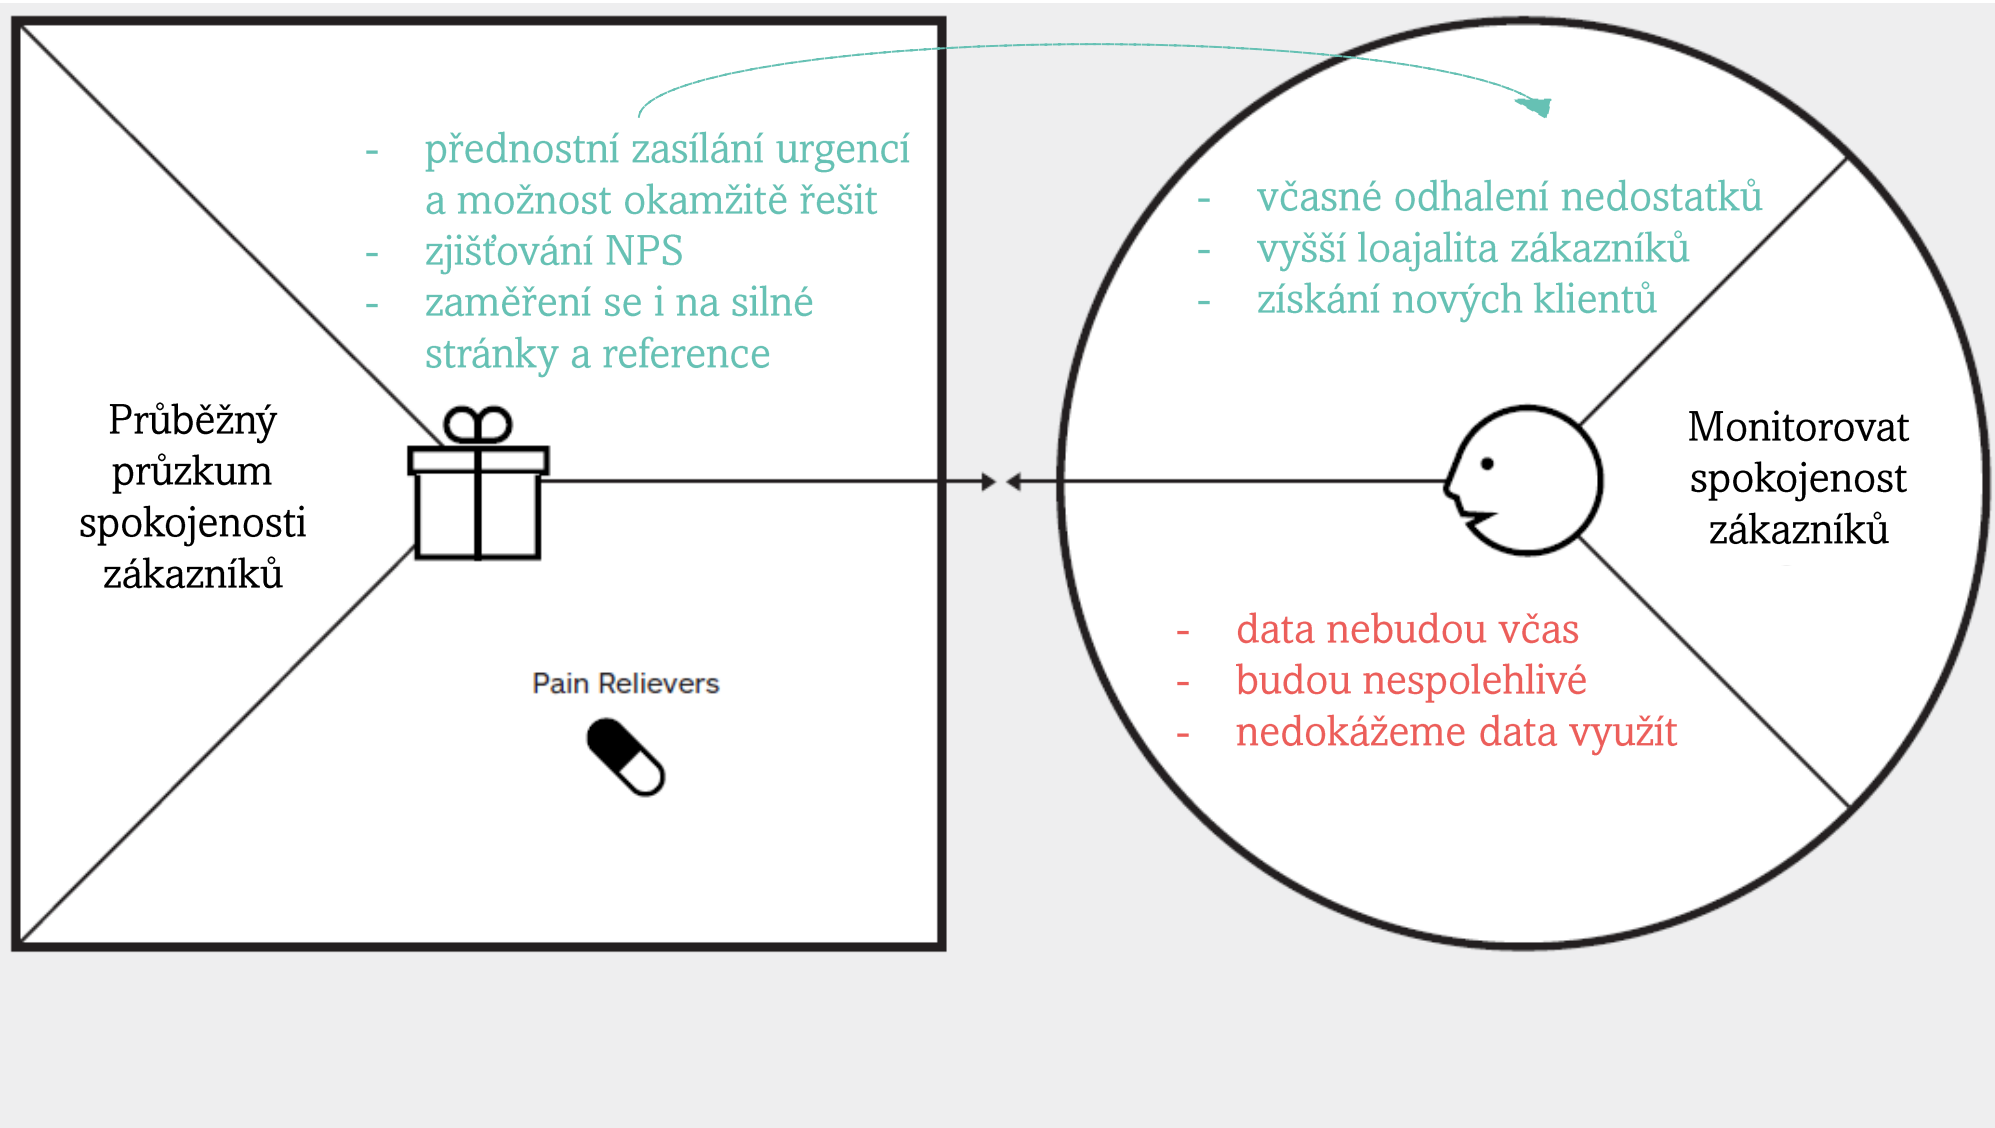 - přednostní zasílání urgencí
a možnost okamžitě řešit
- zjišťování NPS
- zaměření se i na silné
stránky a reference
Průběžný
průzkum
spokojenosti
zákazníků
Pain Relievers
- včasné odhalení nedostatků
- vyšší loajalita zákazníků
- získání nových klientů
Monitorovat
spokojenost
zákazníků
- data nebudou včas
- budou nespolehlivé
- nedokážeme data využít